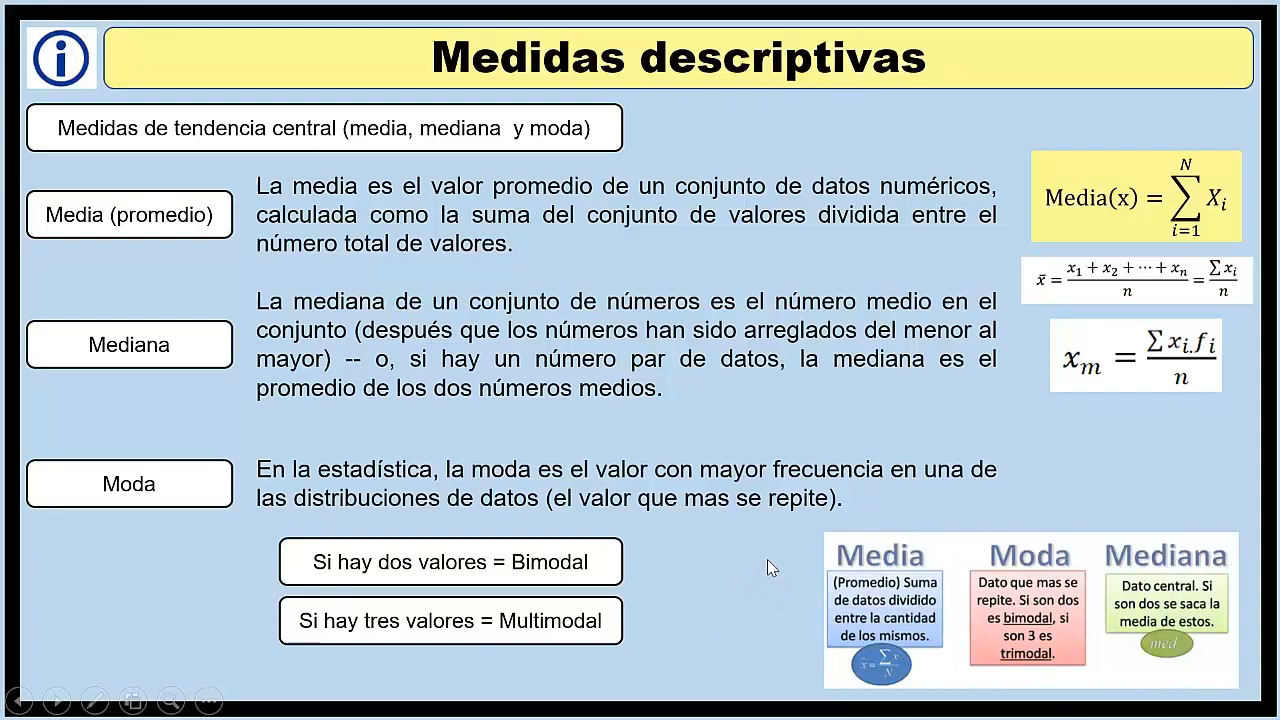 Medidas descriptivas
Medidas de tendencia central (media, mediana y moda)
Media (promedio)
La media es el valor promedio de un conjunto de datos numéricos,
calculada como la suma del conjunto de valores dividida entre el
número total de valores.
Mediana
La mediana de un conjunto de números es el número medio en el
conjunto (después que los números han sido arreglados del menor al
mayor) -- o, si hay un número par de datos, la mediana es el
promedio de los dos números medios.
Moda
En la estadística, la moda es el valor con mayor frecuencia en una de
las distribuciones de datos (el valor que mas se repite).
Si hay dos valores = Bimodal
Si hay tres valores = Multimodal
Media(x) = ∑_{i=1}^{N} X_i
x̄ = (x₁ + x₂ + ⋯ + xₙ)/n = ∑ x_i / n
x_m = ∑ x_i.f_i / n
Media
(Promedio) Suma
de datos dividido
entre la cantidad
de los mismos.
x̄ = ∑ x / N
Moda
Dato que mas se
repite. Si son dos
es bimodal, si
son 3 es
trimodal.
Mediana
Dato central. Si
son dos se saca la
media de estos.
med